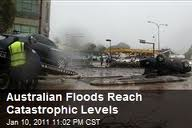 Australian Floods Reach
Catastrophic Levels
Jan 10, 2011 11:02 PM CST